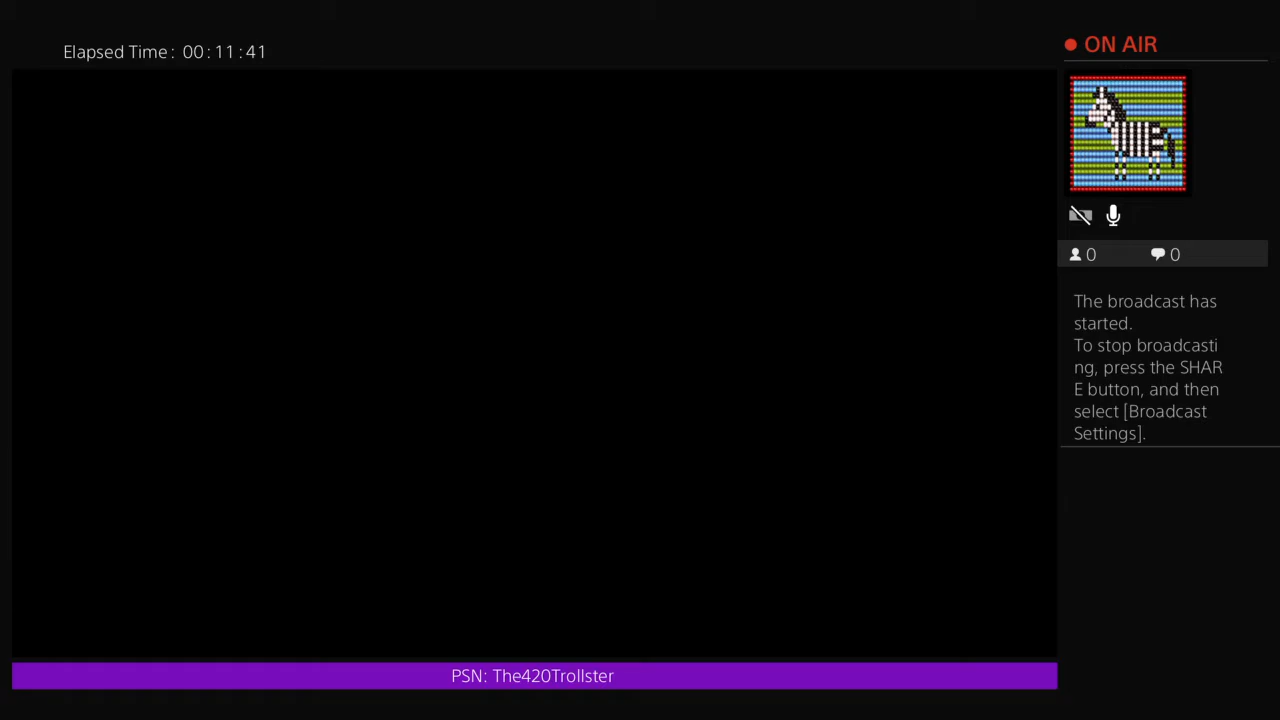 Elapsed Time: 00:11:41
ON AIR
0 0
The broadcast has
started.
To stop broadcasti
ng, press the SHAR
E button, and then
select [Broadcast
Settings].
PSN: The420Trollster